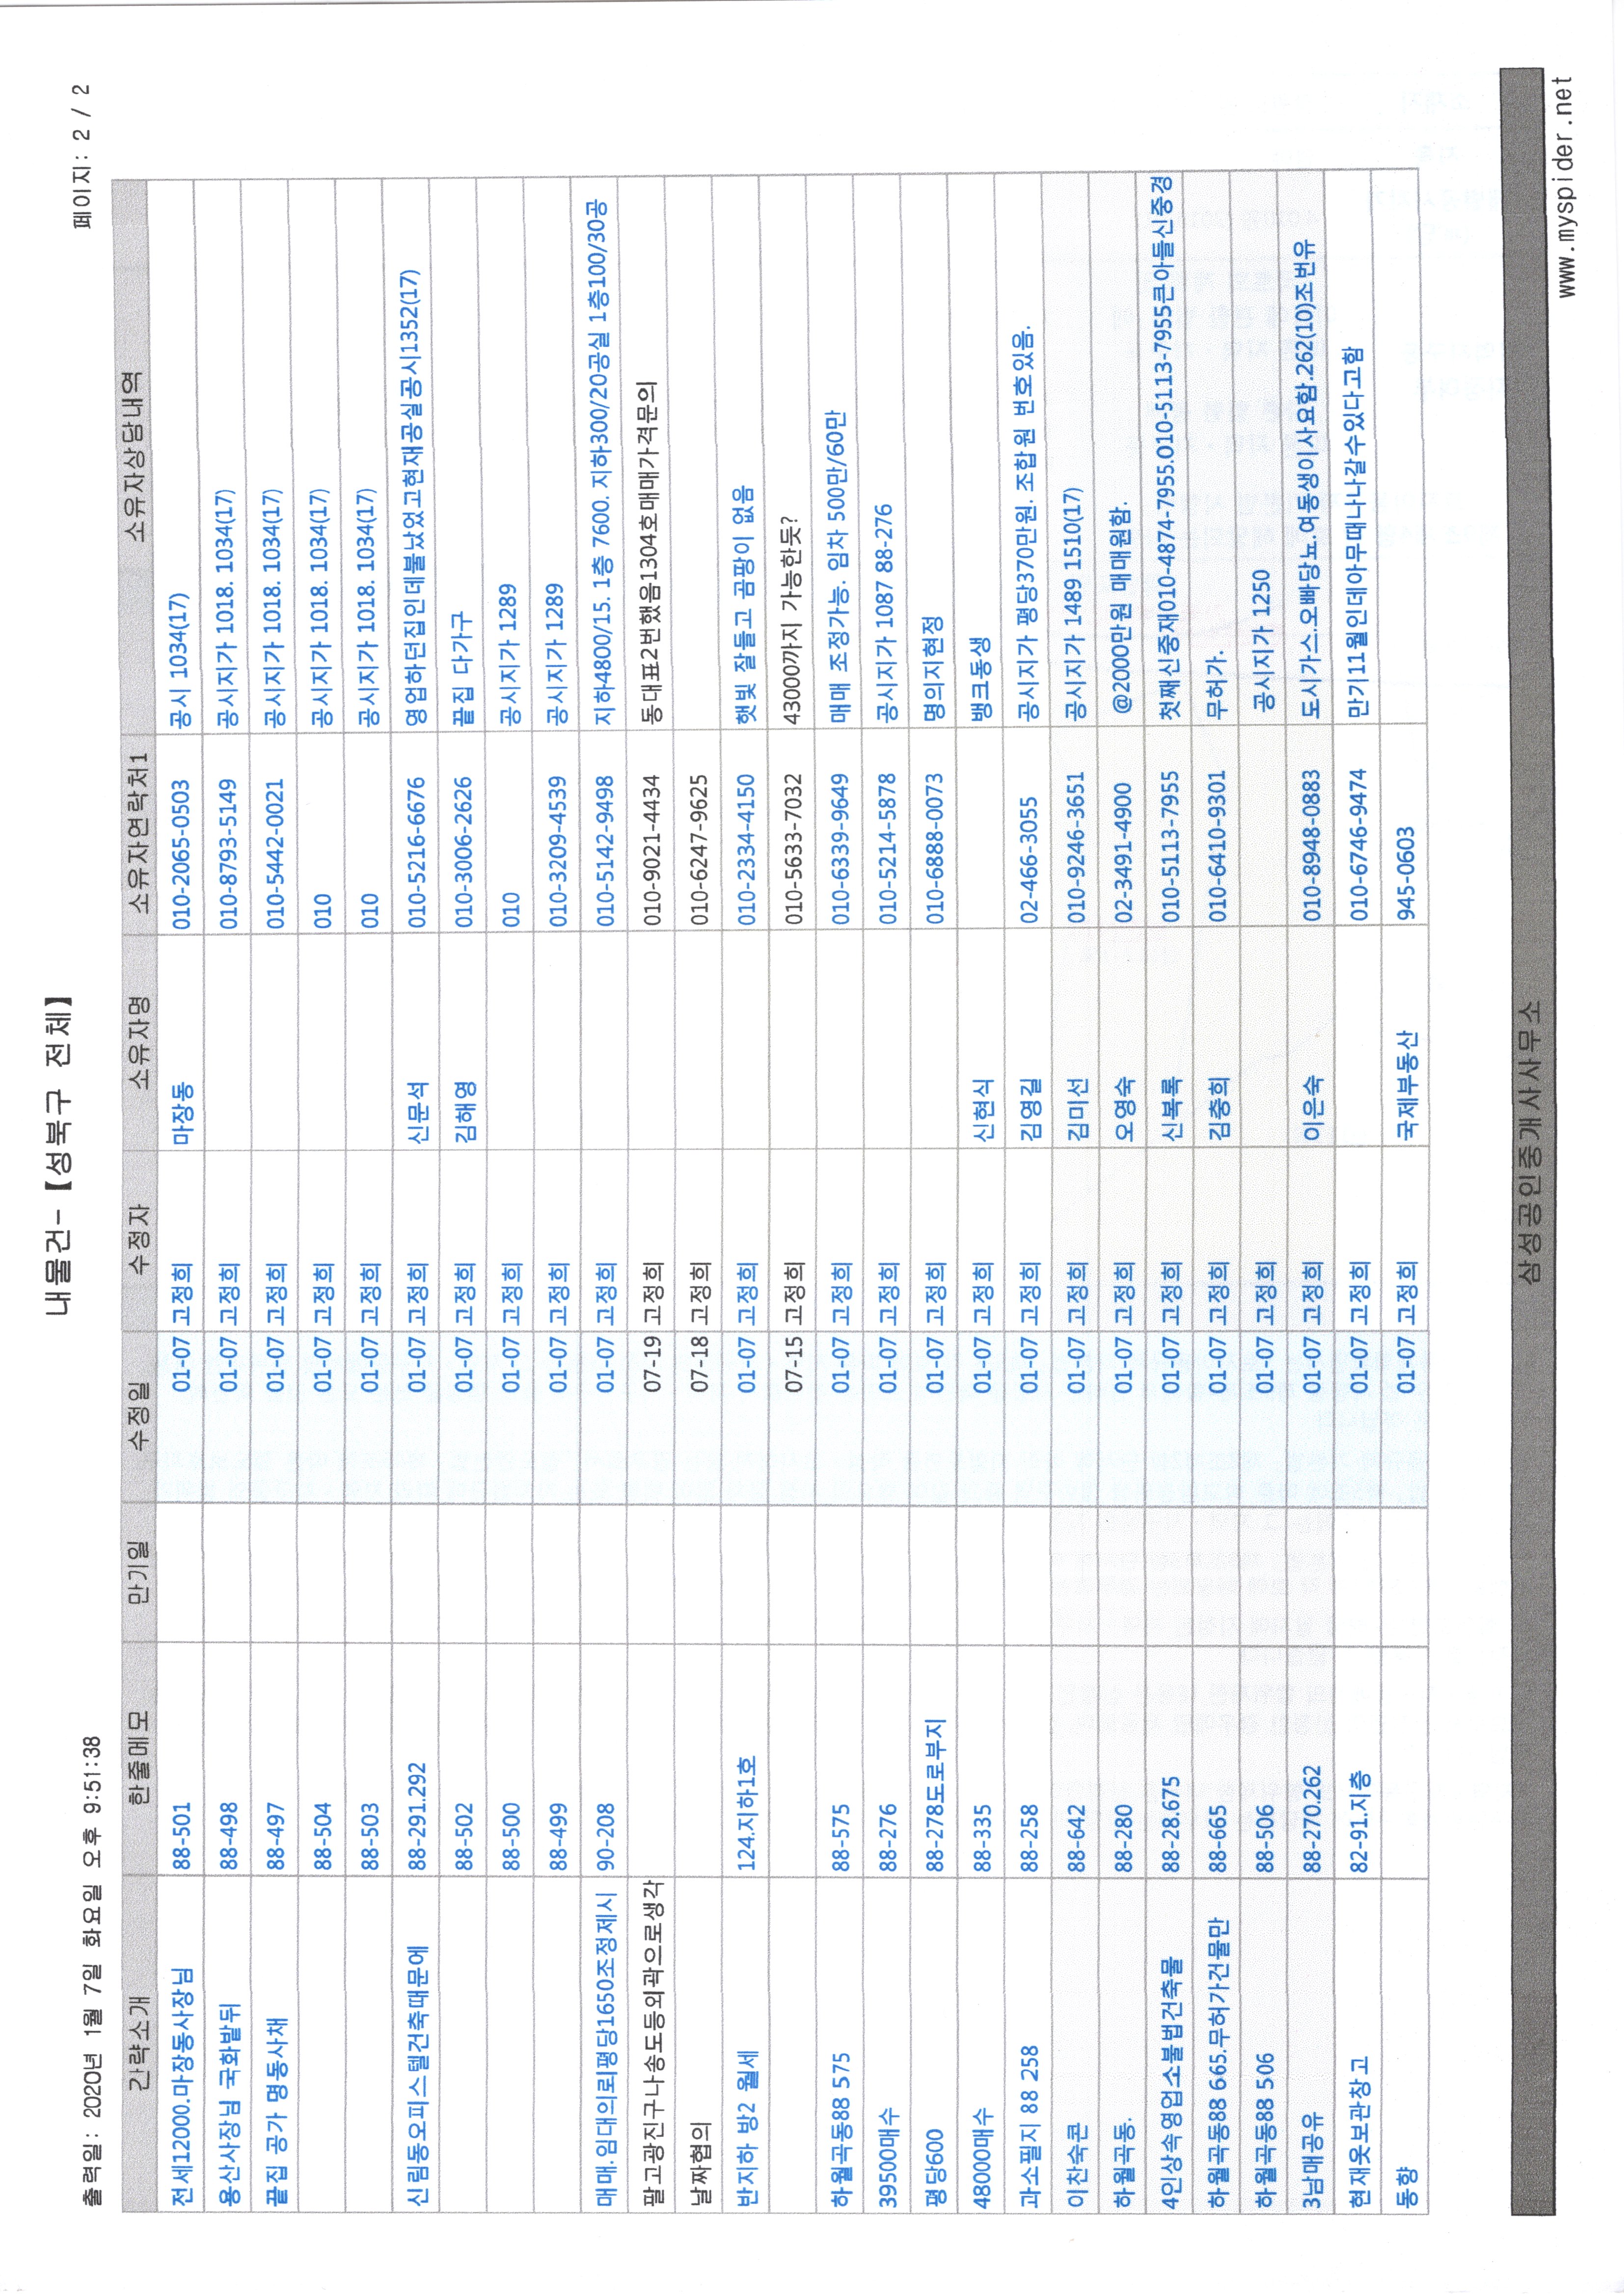 내물건-【성북구 전체】
출력일: 2020년 1월 7일 화요일 오후 9:51:38
페이지: 2 / 2
간략소개 한줄메모 만기일 수정일 수정자 소유자명 소유자연락처1 소유자상담내역
전세12000.마장동사장님 88-501 01-07 고정희 마장동 010-2065-0503 공시 1034(17)
용산사장님 국화밭뒤 88-498 01-07 고정희 010-8793-5149 공시지가 1018. 1034(17)
끝집 공가 명동사채 88-497 01-07 고정희 010-5442-0021 공시지가 1018. 1034(17)
88-504 01-07 고정희 010 공시지가 1018. 1034(17)
88-503 01-07 고정희 010 공시지가 1018. 1034(17)
신림동오피스텔건축때문에 88-291.292 01-07 고정희 신문석 010-5216-6676 영업하던집인데불났었고현재공실공시1352(17)
88-502 01-07 고정희 김해영 010-3006-2626 끝집 다가구
88-500 01-07 고정희 010 공시지가 1289
88-499 01-07 고정희 010-3209-4539 공시지가 1289
매매.임대의뢰평당1650조정제시 90-208 01-07 고정희 010-5142-9498 지하4800/15. 1층 7600. 지하300/20공실 1층100/30공
팔고광진구나송도등외곽으로생각 07-19 고정희 010-9021-4434 동대표2번했음1304호매매가격문의
날짜협의 07-18 고정희 010-6247-9625
반지하 방2 월세 124.지하1호 01-07 고정희 010-2334-4150 햇빛 잘들고 곰팡이 없음
07-15 고정희 010-5633-7032 43000까지 가능한듯?
하월곡동88 575 88-575 01-07 고정희 010-6339-9649 매매 조정가능. 임차 500만/60만
39500매수 88-276 01-07 고정희 010-5214-5878 공시지가 1087 88-276
평당600 88-278도로부지 01-07 고정희 010-6888-0073 명의지현정
48000매수 88-335 01-07 고정희 신현식 뱅크동생
과소필지 88 258 88-258 01-07 고정희 김영길 02-466-3055 공시지가 평당370만원. 조합원 번호있음.
이찬숙콘 88-642 01-07 고정희 김미선 010-9246-3651 공시지가 1489 1510(17)
하월곡동. 88-280 01-07 고정희 오영숙 02-3491-4900 @2000만원 매매원함.
4인상속영업소불법건축물 88-28.675 01-07 고정희 신복록 010-5113-7955 첫째신중재010-4874-7955.010-5113-7955큰아들신중경
하월곡동88 665.무허가건물만 88-665 01-07 고정희 김충희 010-6410-9301 무허가.
하월곡동88 506 88-506 01-07 고정희 공시지가 1250
3남매공유 88-270.262 01-07 고정희 이은숙 010-8948-0883 도시가스.오빠당뇨.여동생이사요함.262(10)조번유
현재옷보관창고 82-91.지층 01-07 고정희 010-6746-9474 만기11월인데아무때나나갈수있다고함
동향 01-07 고정희 국제부동산 945-0603
삼성공인중개사사무소
www.myspider.net